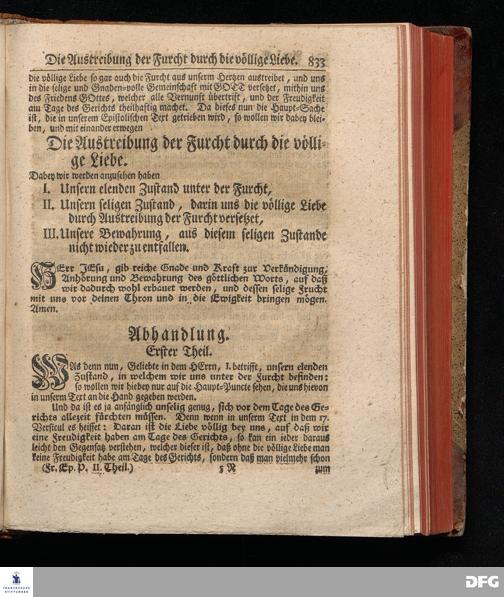 Die Austreibung der Furcht durch die völlige Liebe. 833
die völlige Liebe so gar auch die Furcht aus unserm Hertzen austreibet, und uns
in die selige und Gnaden-volle Gemeinschaft mit GOTT versetzet, mithin uns
des Friedens GOttes, welcher alle Vernunft übertrift, und der Freudigkeit
am Tage des Gerichts theilhaftig machet. Da dieses nun die Haupt-Sache
ist, die in unserem Epistolischen Text getrieben wird, so wollen wir dabey blei-
ben, und mit einander erwegen
Die Austreibung der Furcht durch die völli-
ge Liebe.
Dabey wir werden anzusehen haben
I. Unsern elenden Zustand unter der Furcht,
II. Unsern seligen Zustand, darin uns die völlige Liebe
durch Austreibung der Furcht versetzet,
III. Unsere Bewahrung, aus diesem seligen Zustande
nicht wieder zu entfallen.
HErr JEsu, gib reiche Gnade und Kraft zur Verkündigung,
Anhörung und Bewahrung des göttlichen Worts, auf daß
wir dadurch wohl erbauet werden, und dessen selige Frucht
mit uns vor deinen Thron und in die Ewigkeit bringen mögen.
Amen.
Abhandlung.
Erster Theil.
WAs denn nun, Geliebte in dem HErrn, I. betrifft, unsern elenden
Zustand, in welchem wir uns unter der Furcht befinden:
so wollen wir hiebey nur auf die Haupt-Puncte sehen, die uns hievon
in unserm Text an die Hand gegeben werden.
Und da ist es ja anfänglich unselig genug, sich vor dem Tage des Ge-
richts allezeit fürchten müssen. Denn wenn in unserm Text in dem 17.
Versicul es heisset: Daran ist die Liebe völlig bey uns, auf daß wir
eine Freudigkeit haben am Tage des Gerichts, so kan ein ieder daraus
leicht den Gegensatz verstehen, welcher dieser ist, daß ohne die völlige Liebe man
keine Freudigkeit habe am Tage des Gerichts, sondern daß man vielmehr schon
(Fr. Ep. P. II. Theil.) zum
FRANCKESCHE
STIFTUNGEN
DFG